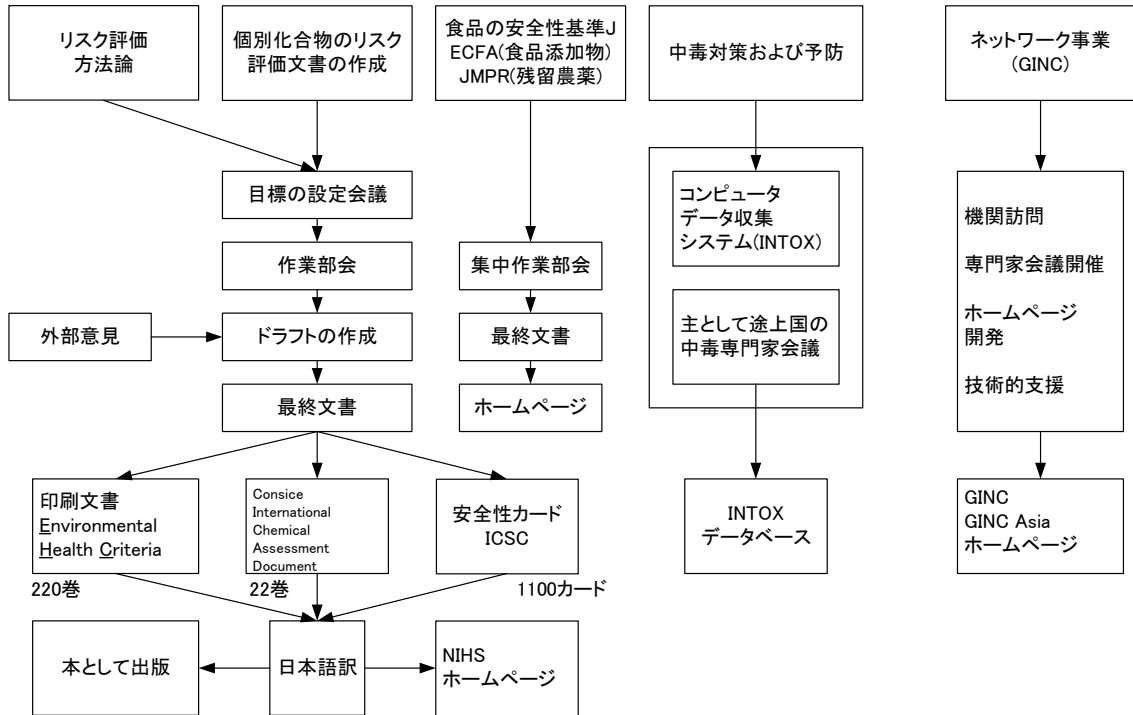 リスク評価
方法論
個別化合物のリスク
評価文書の作成
食品の安全性基準J
ECFA(食品添加物)
JMPR(残留農薬)
中毒対策および予防
ネットワーク事業
(GINC)
目標の設定会議
作業部会
外部意見
ドラフトの作成
最終文書
集中作業部会
最終文書
ホームページ
コンピュータ
データ収集
システム(INTOX)
主として途上国の
中毒専門家会議
機関訪問
専門家会議開催
ホームページ
開発
技術的支援
印刷文書
Environmental
Health Criteria
220巻
Consice
International
Chemical
Assessment
Document
22巻
安全性カード
ICSC
1100カード
INTOX
データベース
GINC
GINC Asia
ホームページ
本として出版
日本語訳
NIHS
ホームページ